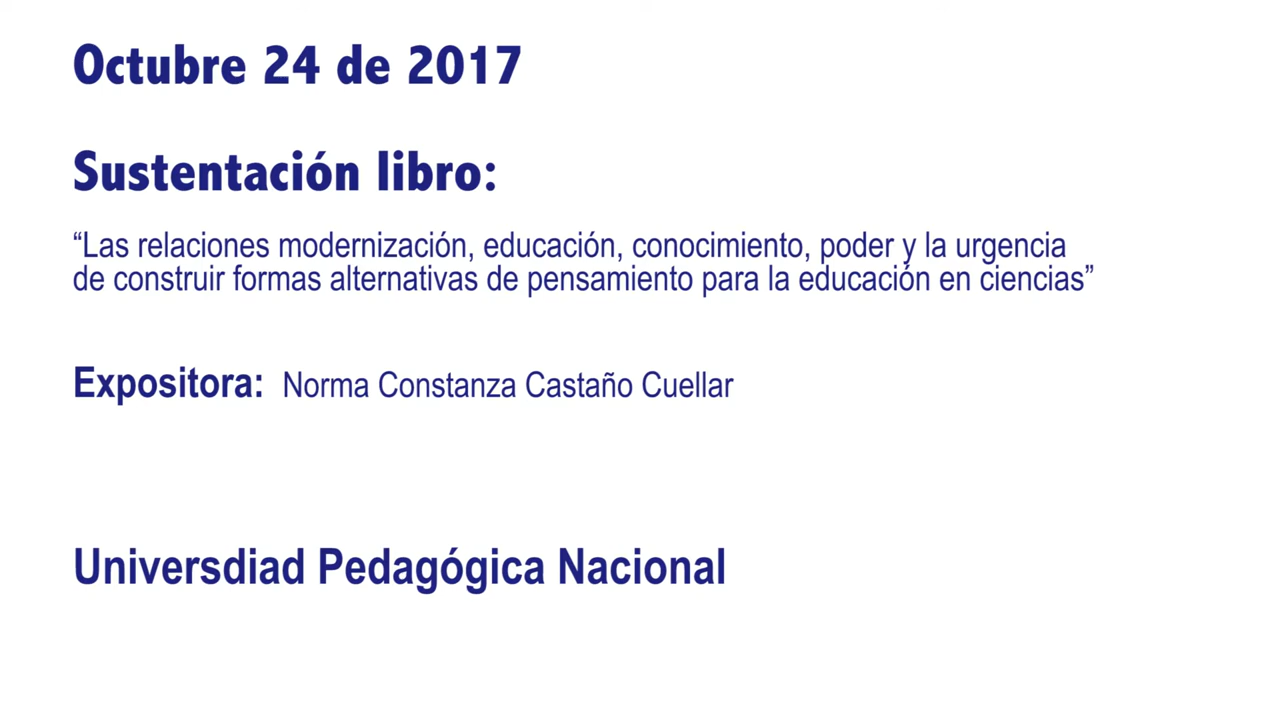 Octubre 24 de 2017
Sustentación libro:
“Las relaciones modernización, educación, conocimiento, poder y la urgencia
de construir formas alternativas de pensamiento para la educación en ciencias”
Expositora: Norma Constanza Castaño Cuellar
Universdiad Pedagógica Nacional